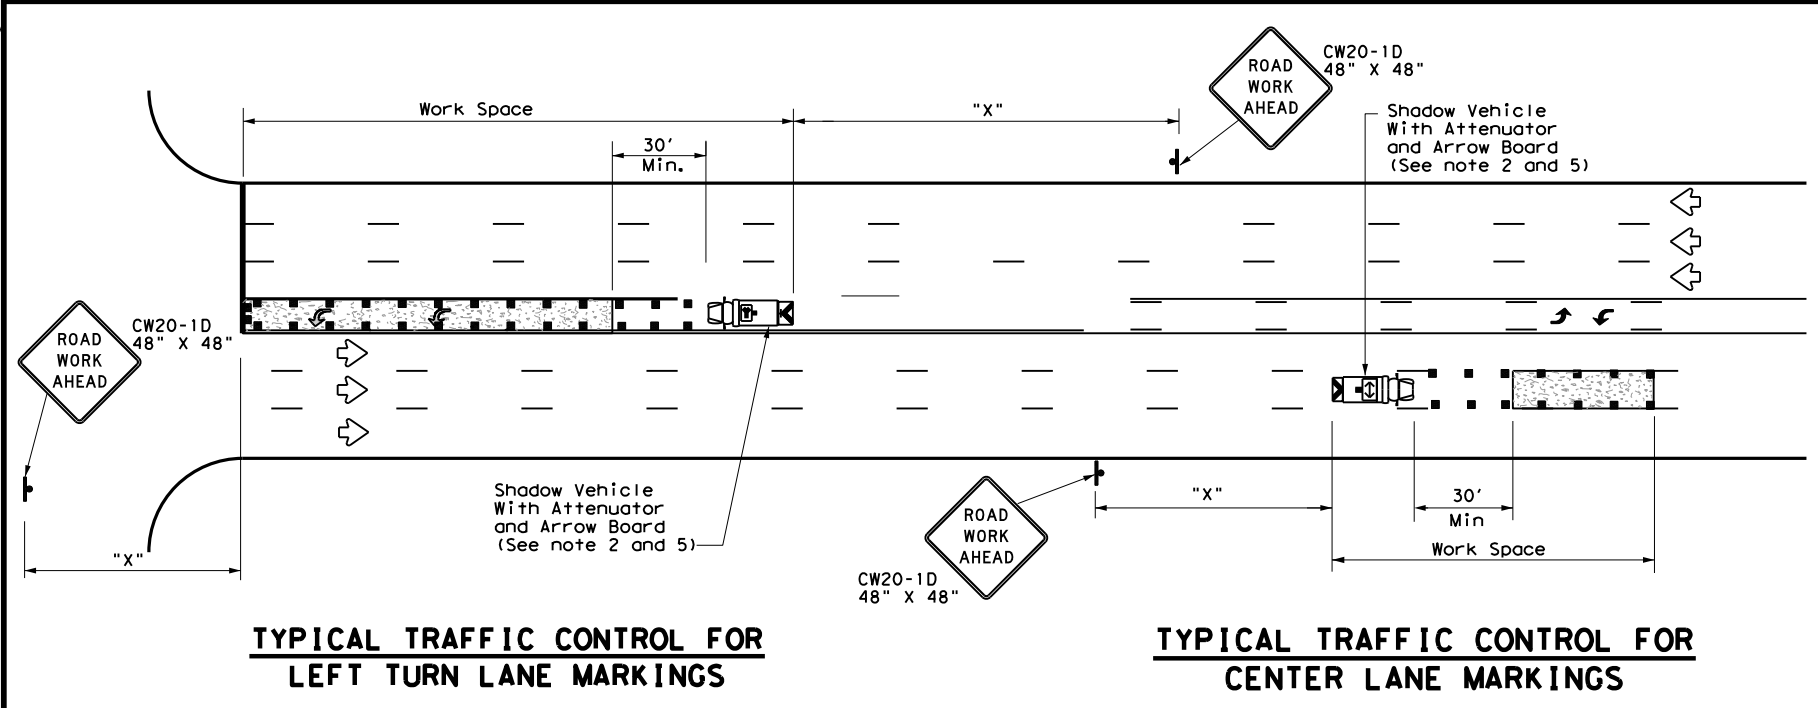 ROAD
WORK
AHEAD
CW20-1D
48" X 48"
Work Space
"X"
30'
Min.
Shadow Vehicle
With Attenuator
and Arrow Board
(See note 2 and 5)
ROAD
WORK
AHEAD
CW20-1D
48" X 48"
Shadow Vehicle
With Attenuator
and Arrow Board
(See note 2 and 5)
"X"
ROAD
WORK
AHEAD
CW20-1D
48" X 48"
"X"
30'
Min
Work Space
TYPICAL TRAFFIC CONTROL FOR
LEFT TURN LANE MARKINGS
TYPICAL TRAFFIC CONTROL FOR
CENTER LANE MARKINGS